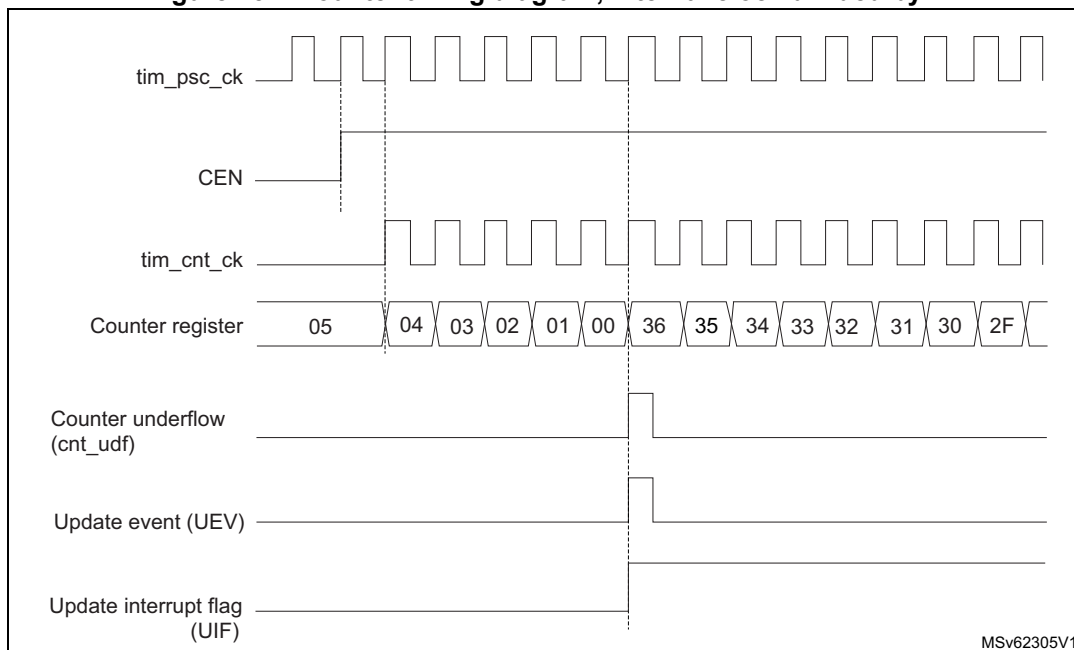 tim_psc_ck
CEN
tim_cnt_ck
Counter register 05 04 03 02 01 00 36 35 34 33 32 31 30 2F
Counter underflow
(cnt_udf)
Update event (UEV)
Update interrupt flag
(UIF)
MSv62305V1